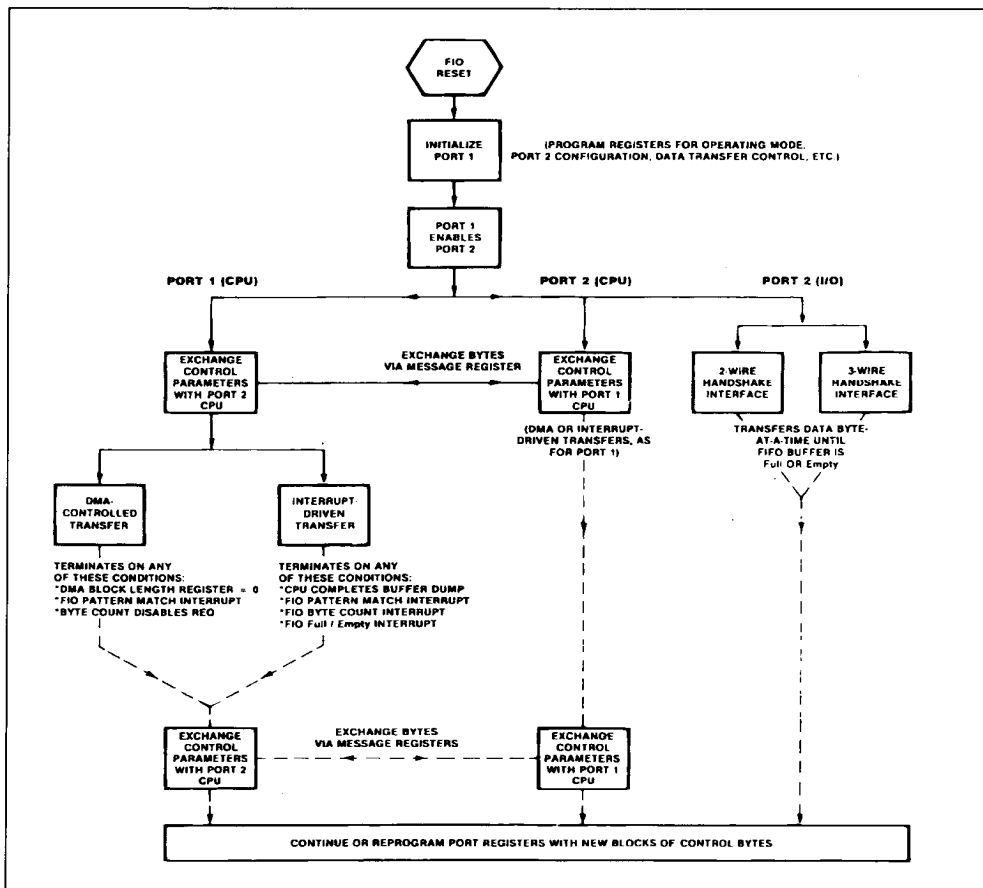 FIO
RESET
INITIALIZE
PORT 1
(PROGRAM REGISTERS FOR OPERATING MODE,
PORT 2 CONFIGURATION, DATA TRANSFER CONTROL, ETC.)
PORT 1
ENABLES
PORT 2
PORT 1 (CPU)
PORT 2 (CPU)
PORT 2 (I/O)
EXCHANGE
CONTROL
PARAMETERS
WITH PORT 2
CPU
EXCHANGE BYTES
VIA MESSAGE REGISTER
EXCHANGE
CONTROL
PARAMETERS
WITH PORT 1
CPU
2-WIRE
HANDSHAKE
INTERFACE
3-WIRE
HANDSHAKE
INTERFACE
(DMA OR INTERRUPT-
DRIVEN TRANSFERS, AS
FOR PORT 1)
TRANSFERS DATA BYTE-
AT-A-TIME UNTIL
FIFO BUFFER IS
Full OR Empty
DMA-
CONTROLLED
TRANSFER
INTERRUPT-
DRIVEN
TRANSFER
TERMINATES ON ANY
OF THESE CONDITIONS:
*DMA BLOCK LENGTH REGISTER = 0
*FIO PATTERN MATCH INTERRUPT
*BYTE COUNT DISABLES REQ
TERMINATES ON ANY
OF THESE CONDITIONS:
*CPU COMPLETES BUFFER DUMP
*FIO PATTERN MATCH INTERRUPT
*FIO BYTE COUNT INTERRUPT
*FIO Full / Empty INTERRUPT
EXCHANGE
CONTROL
PARAMETERS
WITH PORT 2
CPU
EXCHANGE BYTES
VIA MESSAGE REGISTERS
EXCHANGE
CONTROL
PARAMETERS
WITH PORT 1
CPU
CONTINUE OR REPROGRAM PORT REGISTERS WITH NEW BLOCKS OF CONTROL BYTES